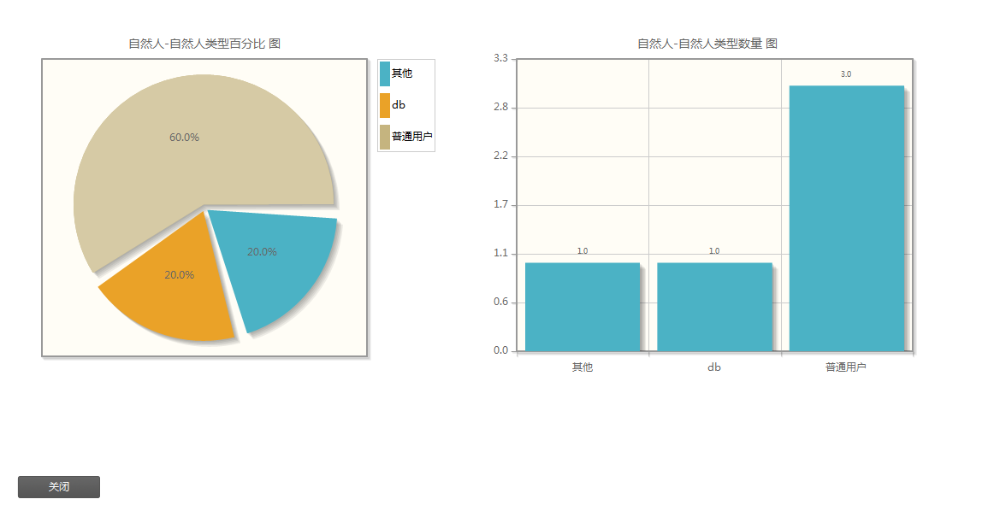 自然人-自然人类型百分比 图
60.0%
20.0%
20.0%
其他
db
普通用户
自然人-自然人类型数量 图
3.3
2.8
2.2
1.7
1.1
0.6
0.0
1.0
1.0
3.0
其他
db
普通用户
关闭